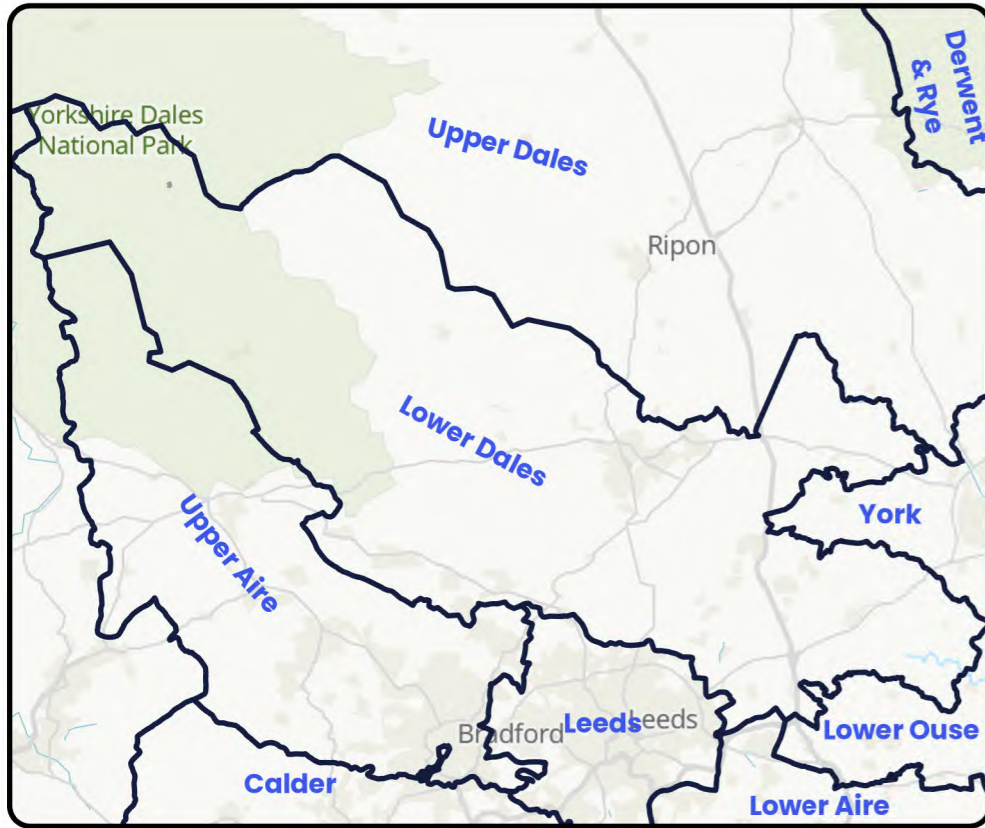 Derwent
& Rye
Yorkshire Dales
National Park
Upper Dales
Ripon
Lower Dales
Upper Aire
York
Bradford
Leeds
Leeds
Lower Ouse
Calder
Lower Aire